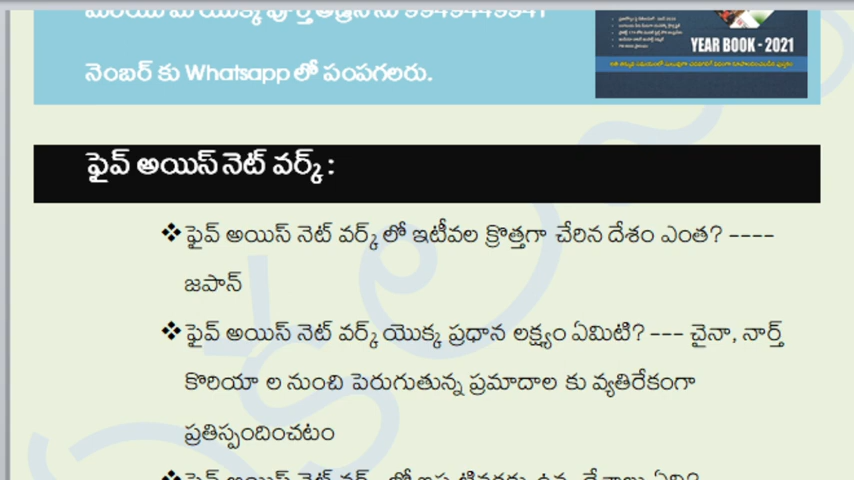 నెంబర్ కు Whatsapp లో పంపగలరు.
YEAR BOOK - 2021
ఫైవ్ అయిస్ నెట్ వర్క్ :
❖ ఫైవ్ అయిస్ నెట్ వర్క్ లో ఇటీవల క్రొత్తగా చేరిన దేశం ఎంత? ----
జపాన్
❖ ఫైవ్ అయిస్ నెట్ వర్క్ యొక్క ప్రధాన లక్ష్యం ఏమిటి? --- చైనా, నార్త్
కొరియా ల నుంచి పెరుగుతున్న ప్రమాదాల కు వ్యతిరేకంగా
ప్రతిస్పందించటం